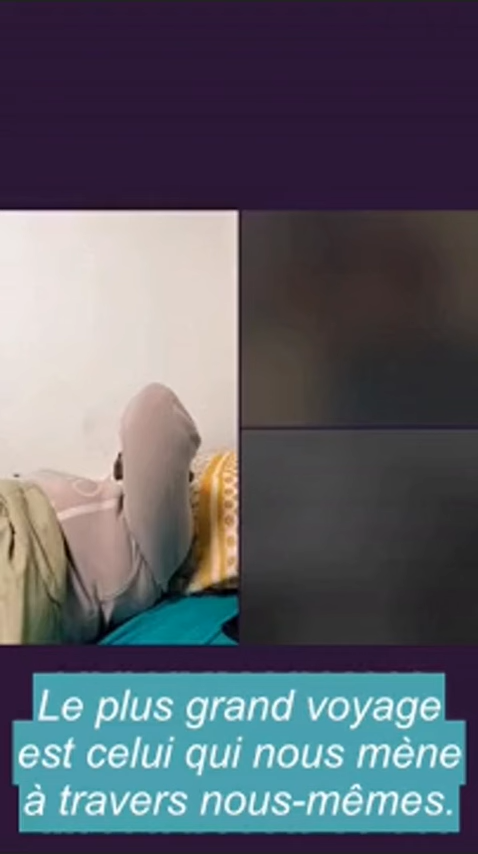 Le plus grand voyage
est celui qui nous mène
à travers nous-mêmes.